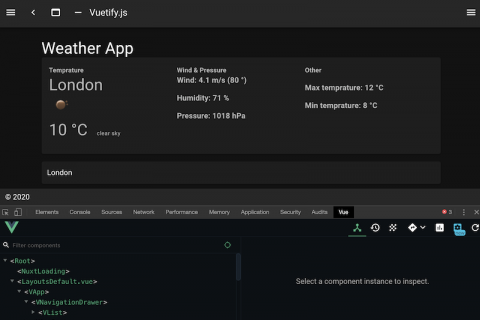 Vuetify.js
Weather App
Temprature
London
10 °C clear sky
Wind & Pressure
Wind: 4.1 m/s (80 °)
Humidity: 71 %
Pressure: 1018 hPa
Other
Max temprature: 12 °C
Min temprature: 8 °C
London
© 2020
Elements Console Sources Network Performance Memory Application Security Audits Vue 3
Filter components
Select a component instance to inspect.
<Root>
<NuxtLoading>
<LayoutsDefault.vue>
<VApp>
<VNavigationDrawer>
<VList>